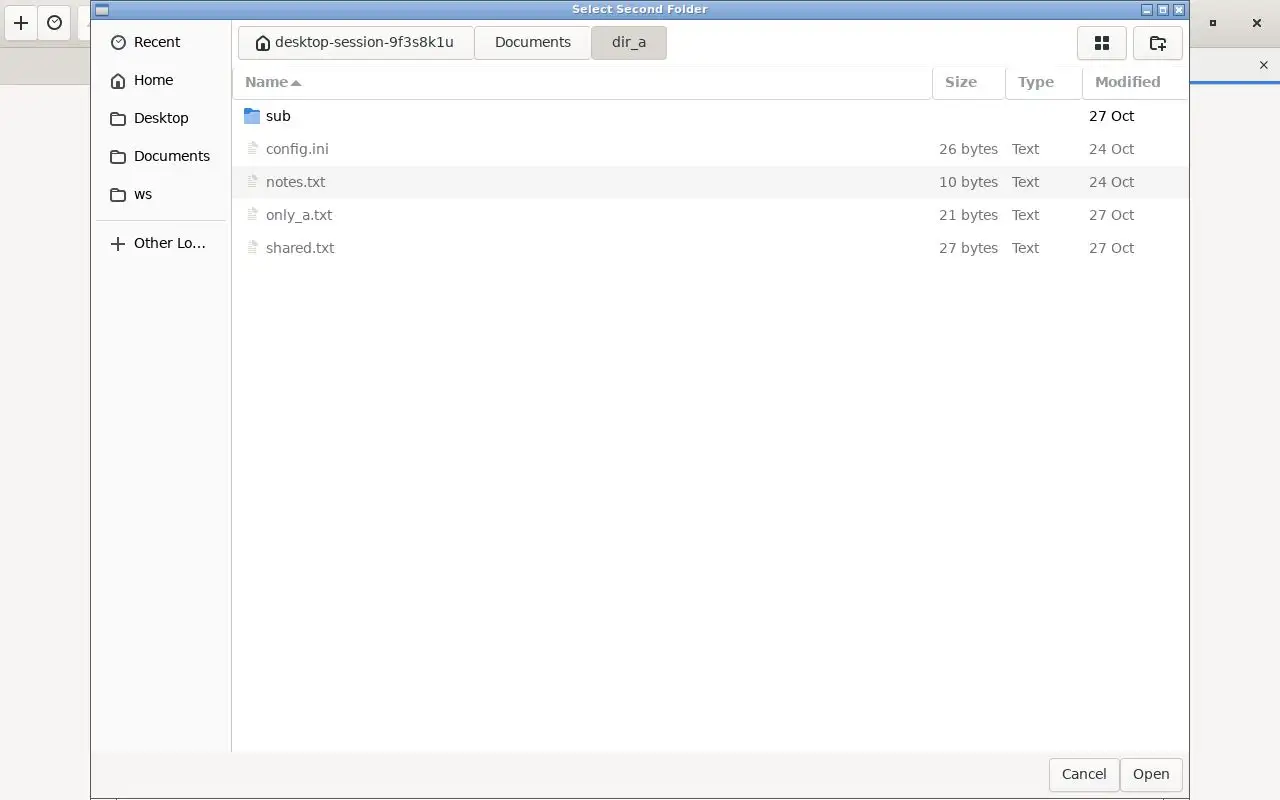 Select Second Folder
Recent
Home
Desktop
Documents
ws
Other Lo...
desktop-session-9f3s8k1u Documents dir_a
Name Size Type Modified
sub 27 Oct
config.ini 26 bytes Text 24 Oct
notes.txt 10 bytes Text 24 Oct
only_a.txt 21 bytes Text 27 Oct
shared.txt 27 bytes Text 27 Oct
Cancel Open